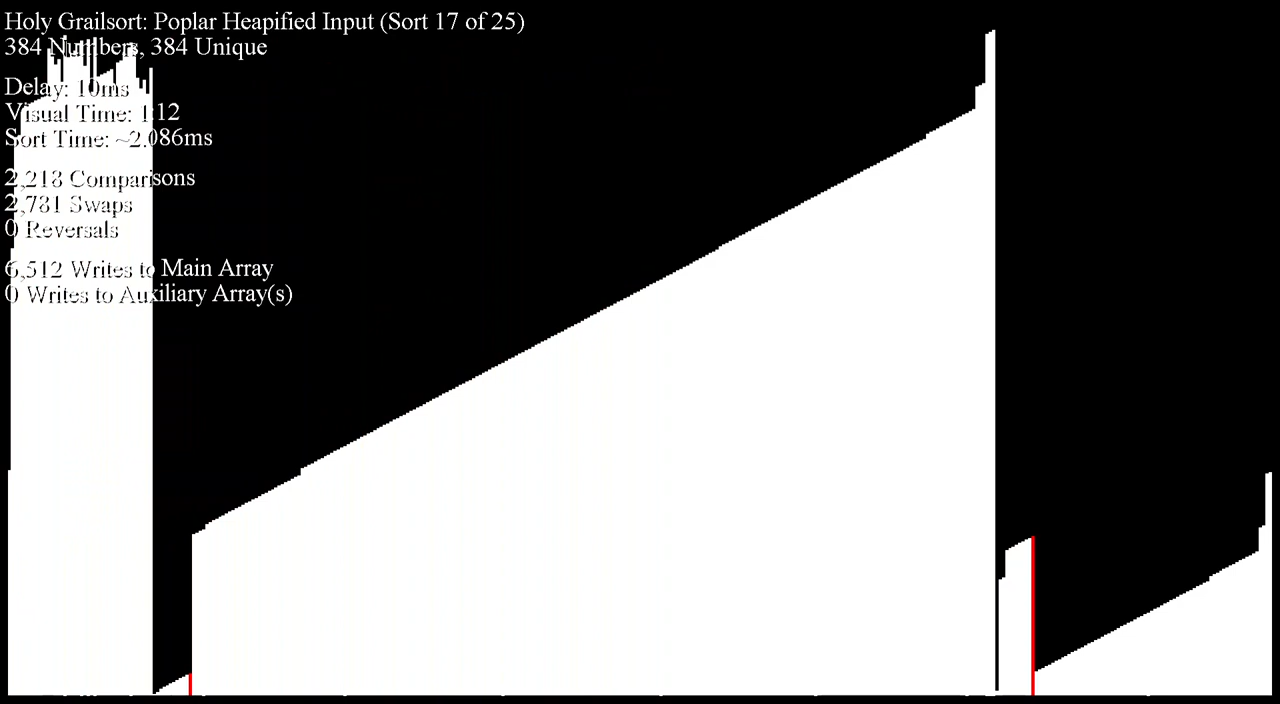 Holy Grailsort: Poplar Heapified Input (Sort 17 of 25)
384 Numbers, 384 Unique
Delay: 10ms
Visual Time: 1:12
Sort Time: ~2.086ms
2,218 Comparisons
2,781 Swaps
0 Reversals
6,512 Writes to Main Array
0 Writes to Auxiliary Array(s)